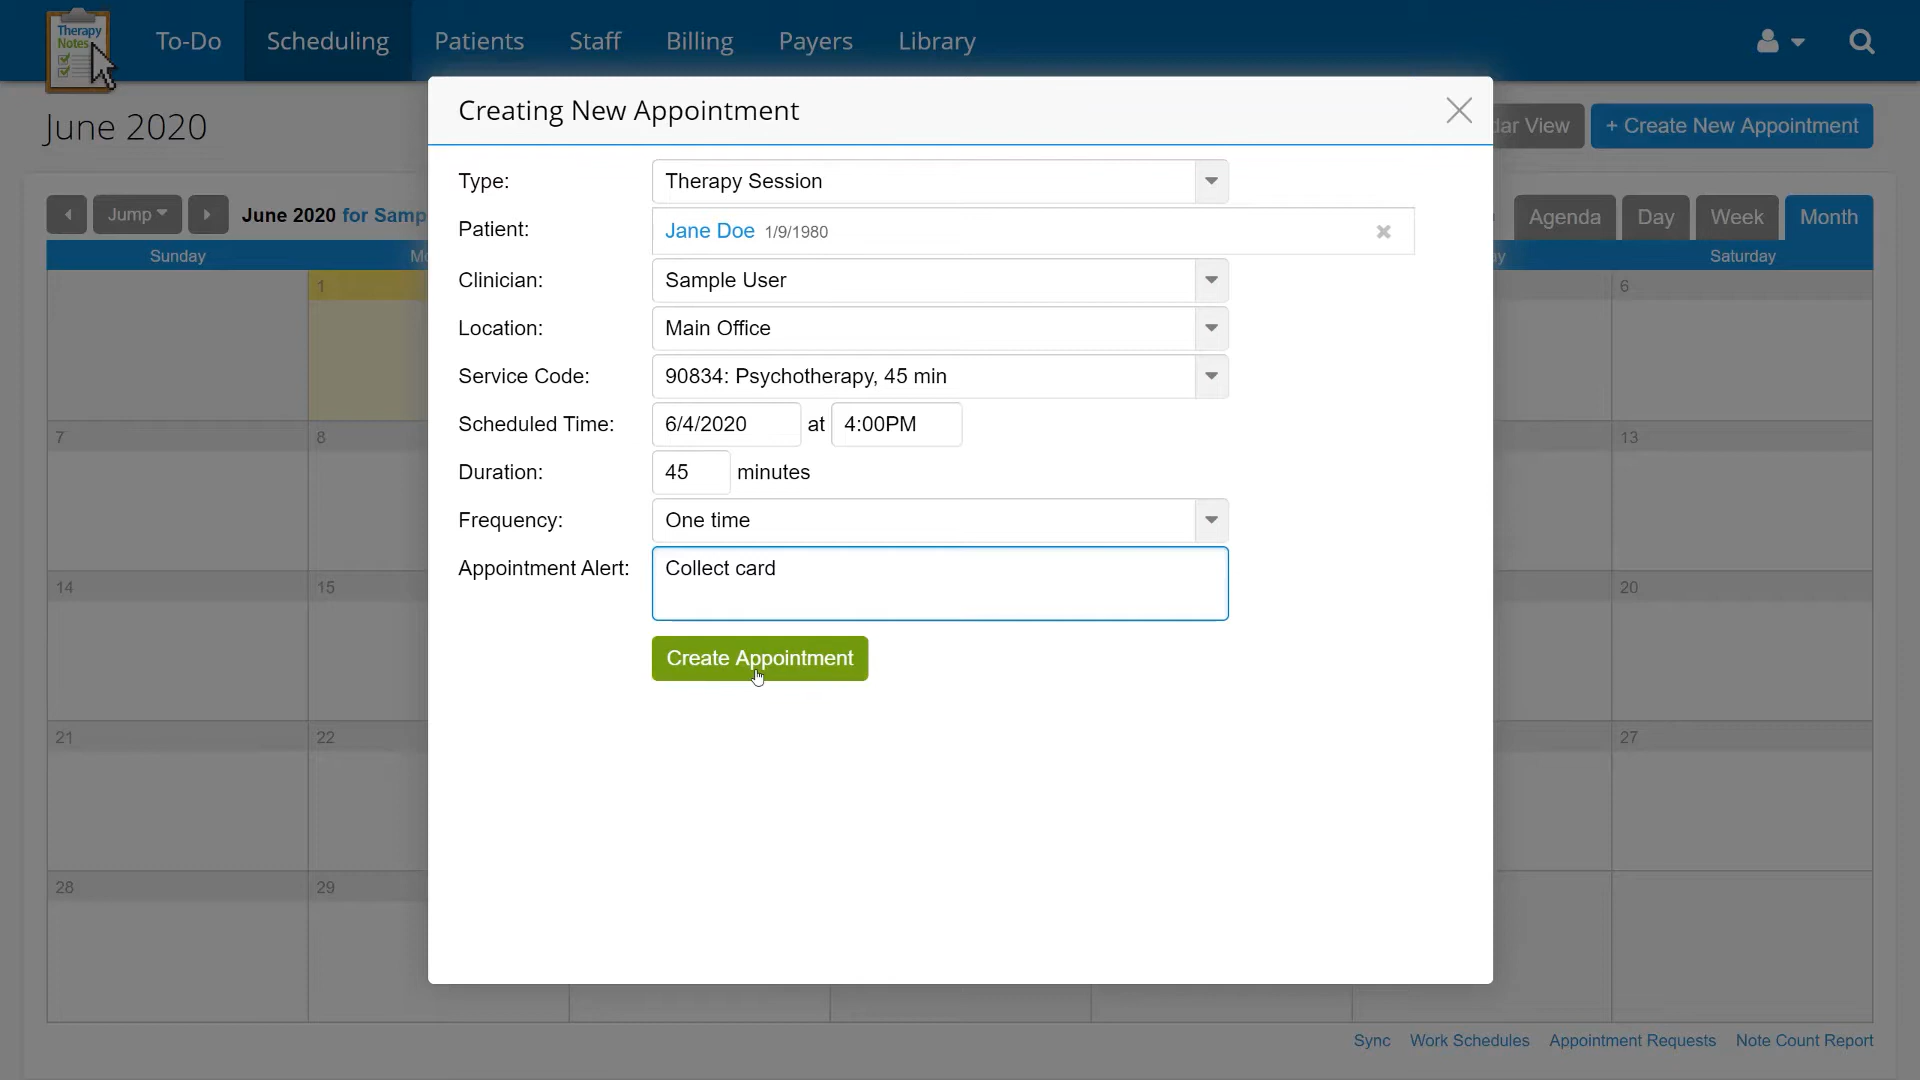 Therapy
Notes
To-Do
Scheduling
Patients
Staff
Billing
Payers
Library
June 2020
Creating New Appointment
+ Create New Appointment
Jump
June 2020 for Samp
Agenda
Day
Week
Month
Sunday
Saturday
Type:
Therapy Session
Patient:
Jane Doe 1/9/1980
Clinician:
Sample User
Location:
Main Office
Service Code:
90834: Psychotherapy, 45 min
Scheduled Time:
6/4/2020 at 4:00PM
Duration:
45 minutes
Frequency:
One time
Appointment Alert:
Collect card
Create Appointment
1
6
7
8
13
14
15
20
21
22
27
28
29
Sync
Work Schedules
Appointment Requests
Note Count Report